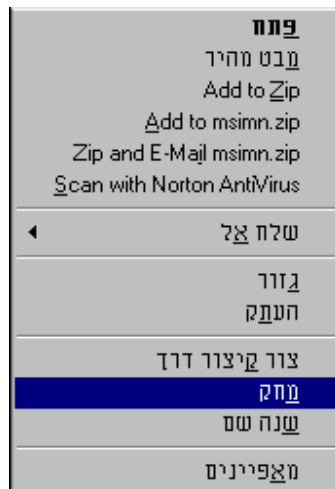 פתח
מבט מהיר
Add to Zip
Add to msimn.zip
Zip and E-Mail msimn.zip
Scan with Norton AntiVirus
שלח אל
גזור
העתק
צור קיצור דרך
מחק
שנה שם
מאפיינים